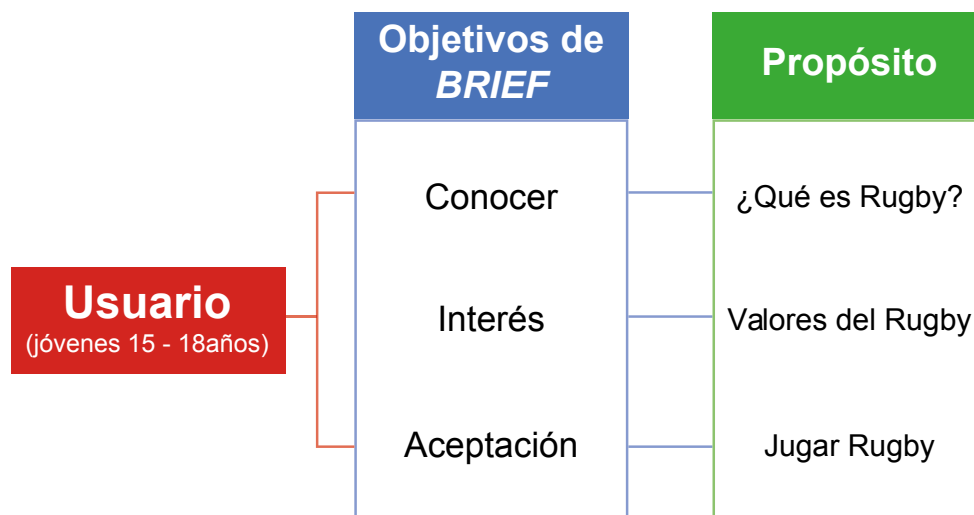 Objetivos de
BRIEF
Propósito
Conocer
¿Qué es Rugby?
Usuario
(jóvenes 15 - 18años)
Interés
Valores del Rugby
Aceptación
Jugar Rugby